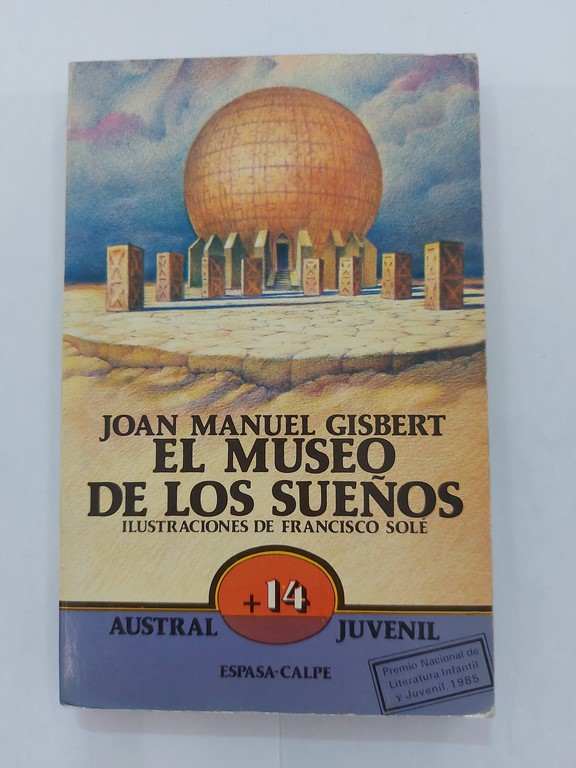 JOAN MANUEL GISBERT
EL MUSEO
DE LOS SUEÑOS
ILUSTRACIONES DE FRANCISCO SOLÉ
+14
AUSTRAL JUVENIL
ESPASA-CALPE
Premio Nacional de
Literatura Infantil
y Juvenil, 1985